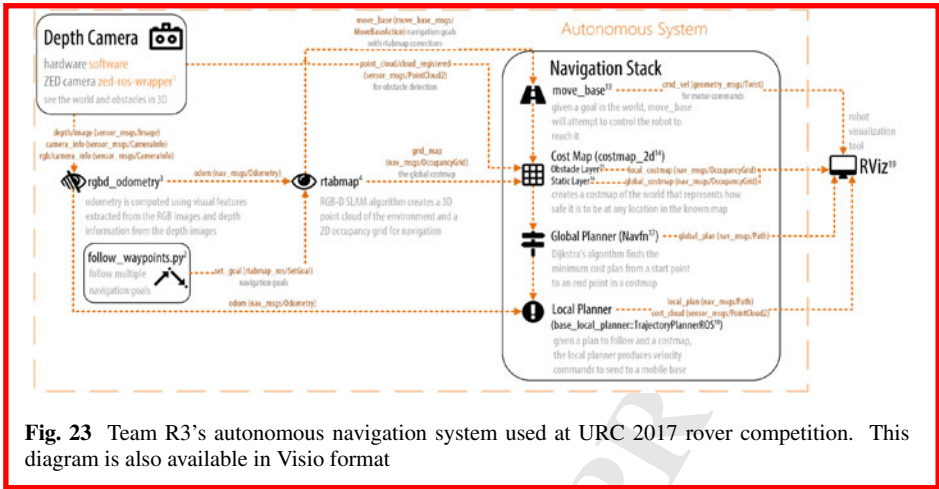 Autonomous System
Depth Camera
hardware software
ZED camera zed-ros-wrapper¹
see the world and obstacles in 3D
move_base (move_base_msgs/
MoveBaseAction) navigation goals
with rtabmap corrections
point_cloud/cloud_registered
(sensor_msgs/PointCloud2)
for obstacle detection
depth/image (sensor_msgs/Image)
camera_info (sensor_msgs/CameraInfo)
rgb/camera_info (sensor_msgs/CameraInfo)
rgbd_odometry³
odometry is computed using visual features
extracted from the RGB images and depth
information from the depth images
odom (nav_msgs/Odometry)
rtabmap⁴
RGB-D SLAM algorithm creates a 3D
point cloud of the environment and a
2D occupancy grid for navigation
grid_map
(nav_msgs/OccupancyGrid)
the global costmap
follow_waypoints.py²
follow multiple
navigation goals
set_goal (rtabmap_ros/SetGoal)
navigation goals
odom (nav_msgs/Odometry)
Navigation Stack
move_base¹³
given a goal in the world, move_base
will attempt to control the robot to
reach it
cmd_vel (geometry_msgs/Twist)
for motor commands
Cost Map (costmap_2d¹⁴)
Obstacle Layer¹⁵
Static Layer¹⁶
local_costmap (nav_msgs/OccupancyGrid)
global_costmap (nav_msgs/OccupancyGrid)
creates a costmap of the world that represents how
safe it is to be at any location in the known map
Global Planner (Navfn¹⁷)
global_plan (nav_msgs/Path)
Dijkstra's algorithm finds the
minimum cost plan from a start point
to an end point in a costmap
Local Planner
(base_local_planner::TrajectoryPlannerROS¹⁸)
local_plan (nav_msgs/Path)
cost_cloud (sensor_msgs/PointCloud2)
given a plan to follow and a costmap,
the local planner produces velocity
commands to send to a mobile base
robot
visualization
tool
RViz¹⁹
Fig. 23 Team R3's autonomous navigation system used at URC 2017 rover competition. This
diagram is also available in Visio format